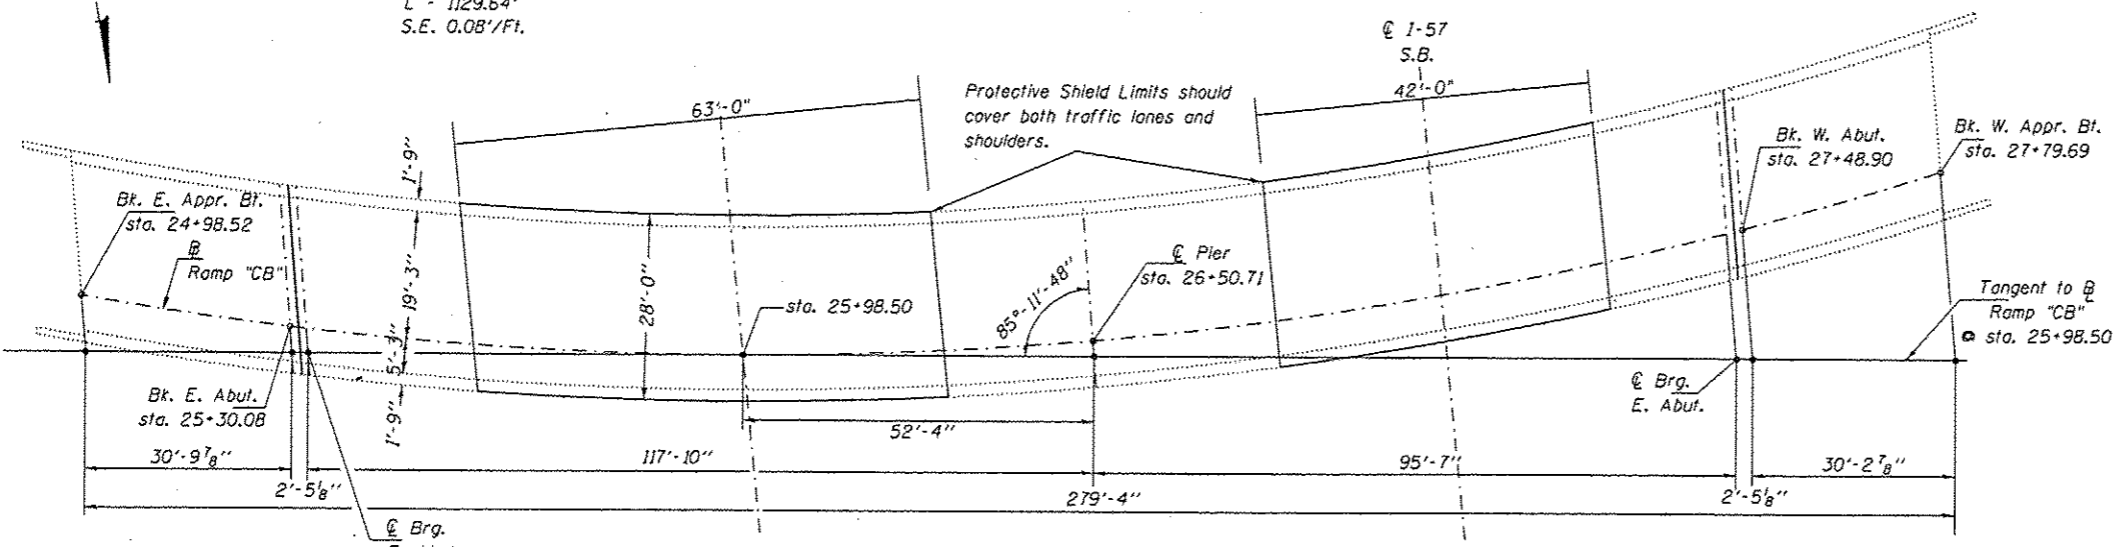 L - 1129.64'
S.E. 0.08'/Ft.
℄ I-57
S.B.
63'-0"
42'-0"
Protective Shield Limits should
cover both traffic lanes and
shoulders.
Bk. W. Abut.
sta. 27+48.90
Bk. W. Appr. Bt.
sta. 27+79.69
1'-9"
Bk. E. Appr. Bt.
sta. 24+98.52
B̲L̲
Ramp "CB"
19'-3"
28'-0"
℄ Pier
sta. 26+50.71
85°-11'-48"
sta. 25+98.50
Tangent to BL
Ramp "CB"
@ sta. 25+98.50
5'-3"
1'-9"
Bk. E. Abut.
sta. 25+30.08
℄ Brg.
E. Abut.
52'-4"
30'-9⅞"
117'-10"
95'-7"
30'-2⅞"
2'-5⅛"
279'-4"
2'-5⅛"
℄ Brg.